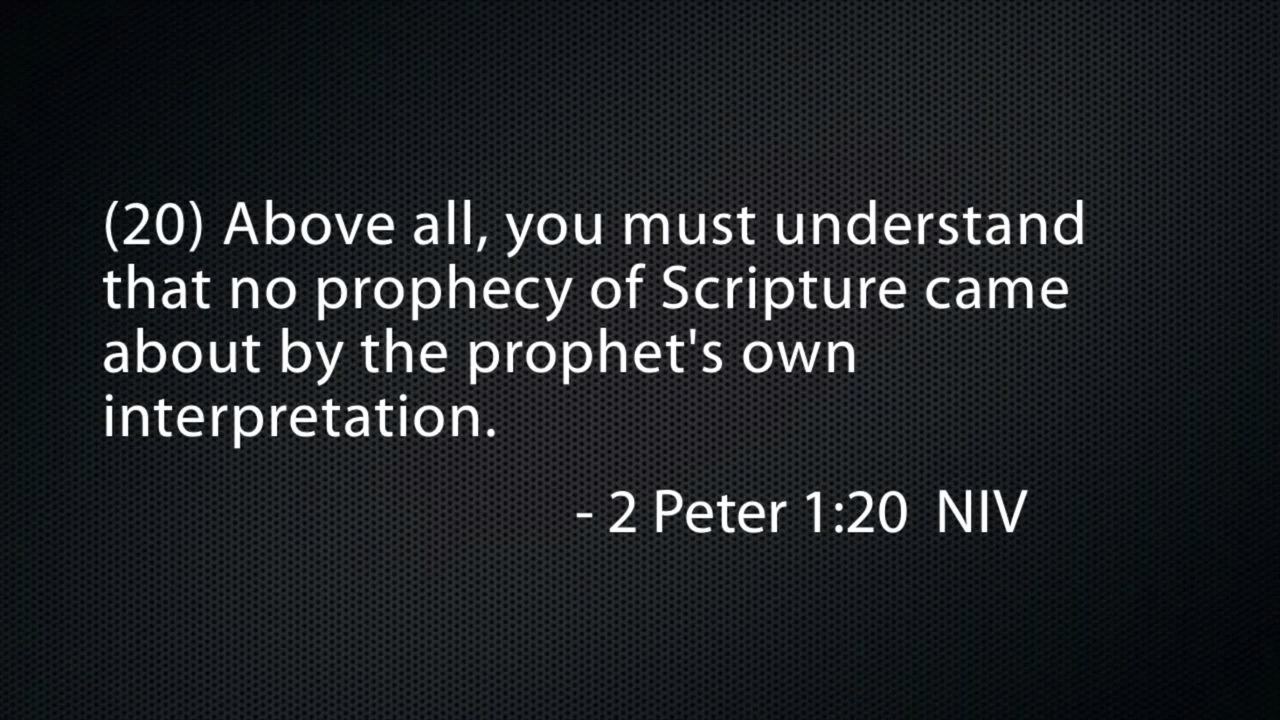 (20) Above all, you must understand
that no prophecy of Scripture came
about by the prophet's own
interpretation.
- 2 Peter 1:20  NIV